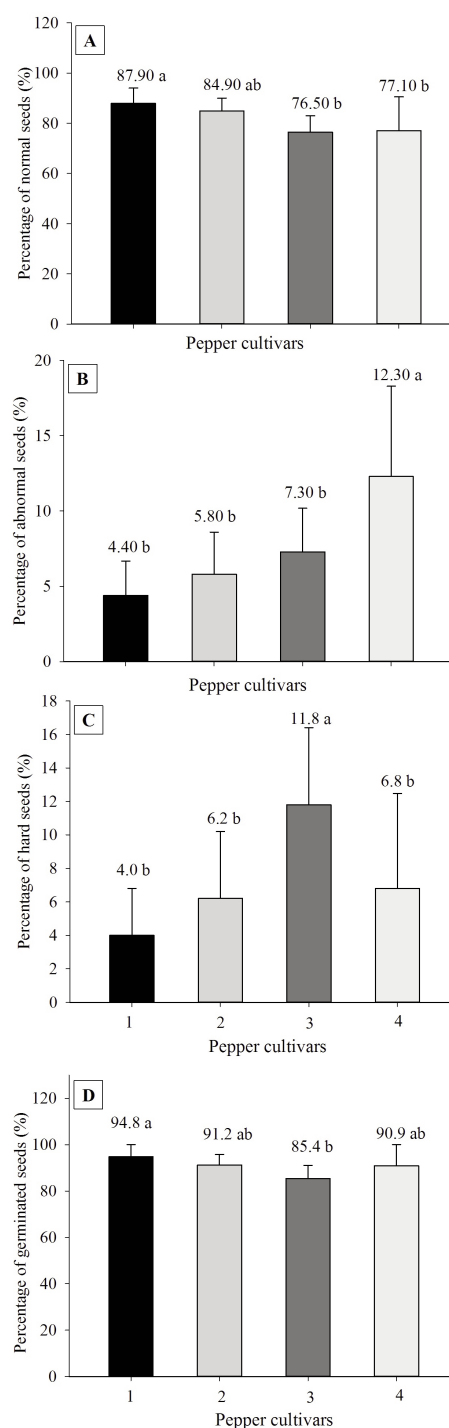 A
Percentage of normal seeds (%)
120
100
80
60
40
20
0
87.90 a
84.90 ab
76.50 b
77.10 b
Pepper cultivars
B
Percentage of abnormal seeds (%)
20
15
10
5
0
4.40 b
5.80 b
7.30 b
12.30 a
Pepper cultivars
C
Percentage of hard seeds (%)
18
16
14
12
10
8
6
4
2
0
4.0 b
6.2 b
11.8 a
6.8 b
1 2 3 4
Pepper cultivars
D
Percentage of germinated seeds (%)
120
100
80
60
40
20
0
94.8 a
91.2 ab
85.4 b
90.9 ab
1 2 3 4
Pepper cultivars